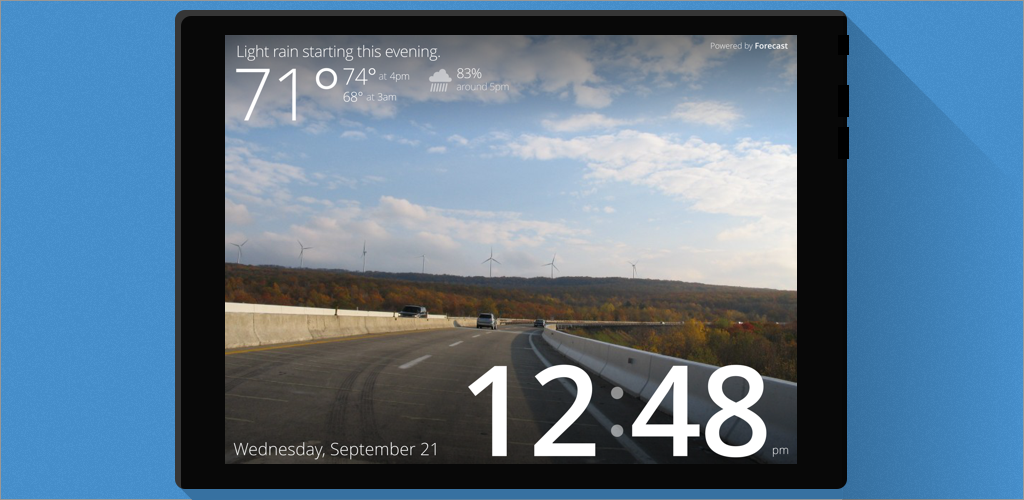 Light rain starting this evening.
Powered by Forecast
71° 74° at 4pm 83%
68° at 3am around 5pm
12:48 pm
Wednesday, September 21